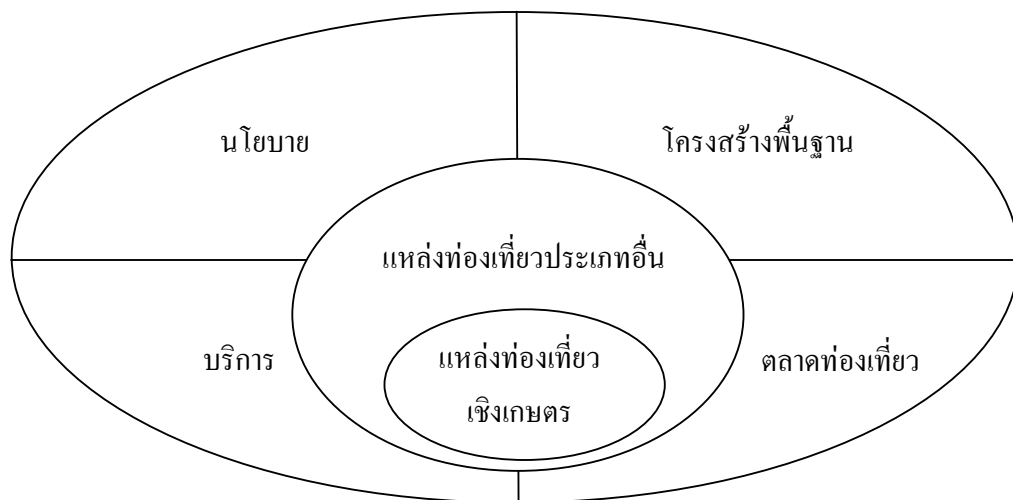 นโยบาย
โครงสร้างพื้นฐาน
แหล่งท่องเที่ยวประเภทอื่น
บริการ
แหล่งท่องเที่ยว
เชิงเกษตร
ตลาดท่องเที่ยว